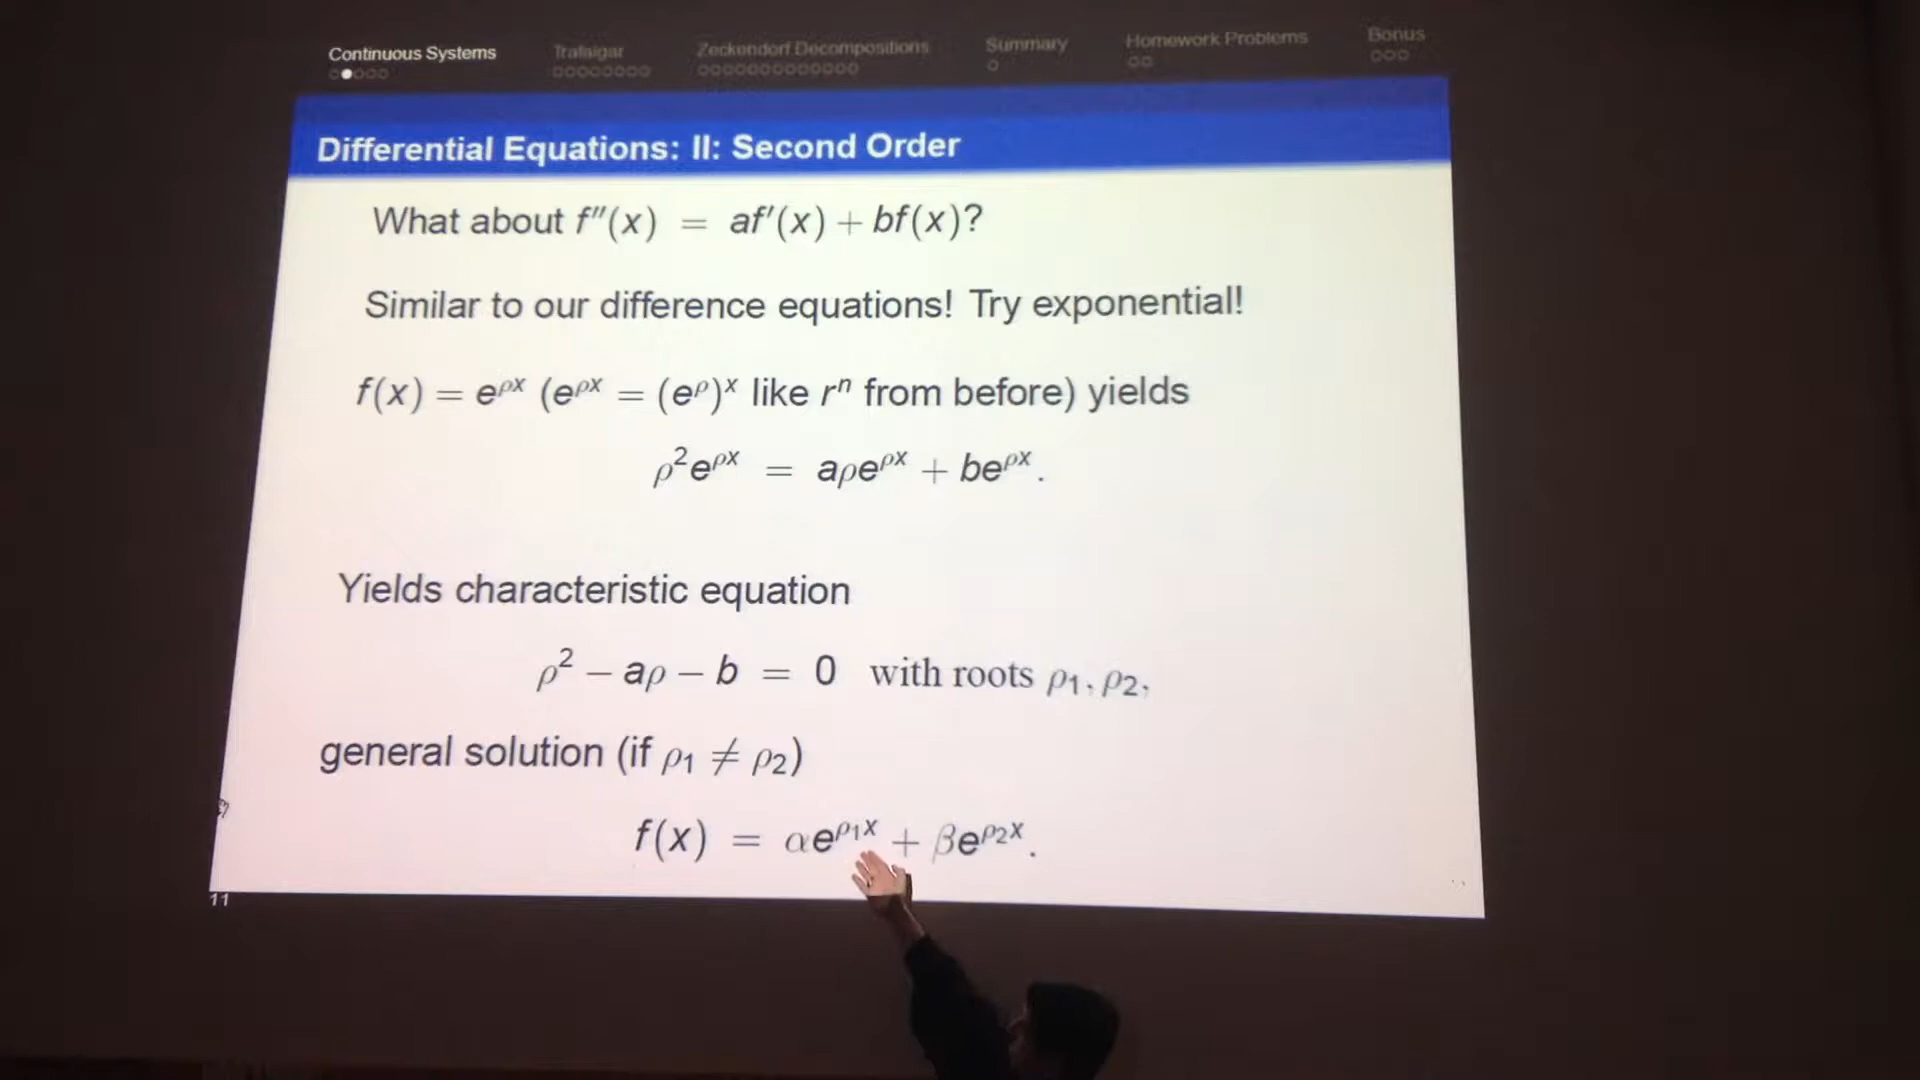 Continuous Systems Trafalgar Zeckendorf Decompositions Summary Homework Problems Bonus
Differential Equations: II: Second Order
What about f″(x) = af′(x) + bf(x)?
Similar to our difference equations! Try exponential!
f(x) = e^{ρx} (e^{ρx} = (e^ρ)^x like r^n from before) yields
ρ²e^{ρx} = aρe^{ρx} + be^{ρx}.
Yields characteristic equation
ρ² − aρ − b = 0 with roots ρ₁, ρ₂,
general solution (if ρ₁ ≠ ρ₂)
f(x) = αe^{ρ₁x} + βe^{ρ₂x}.
11